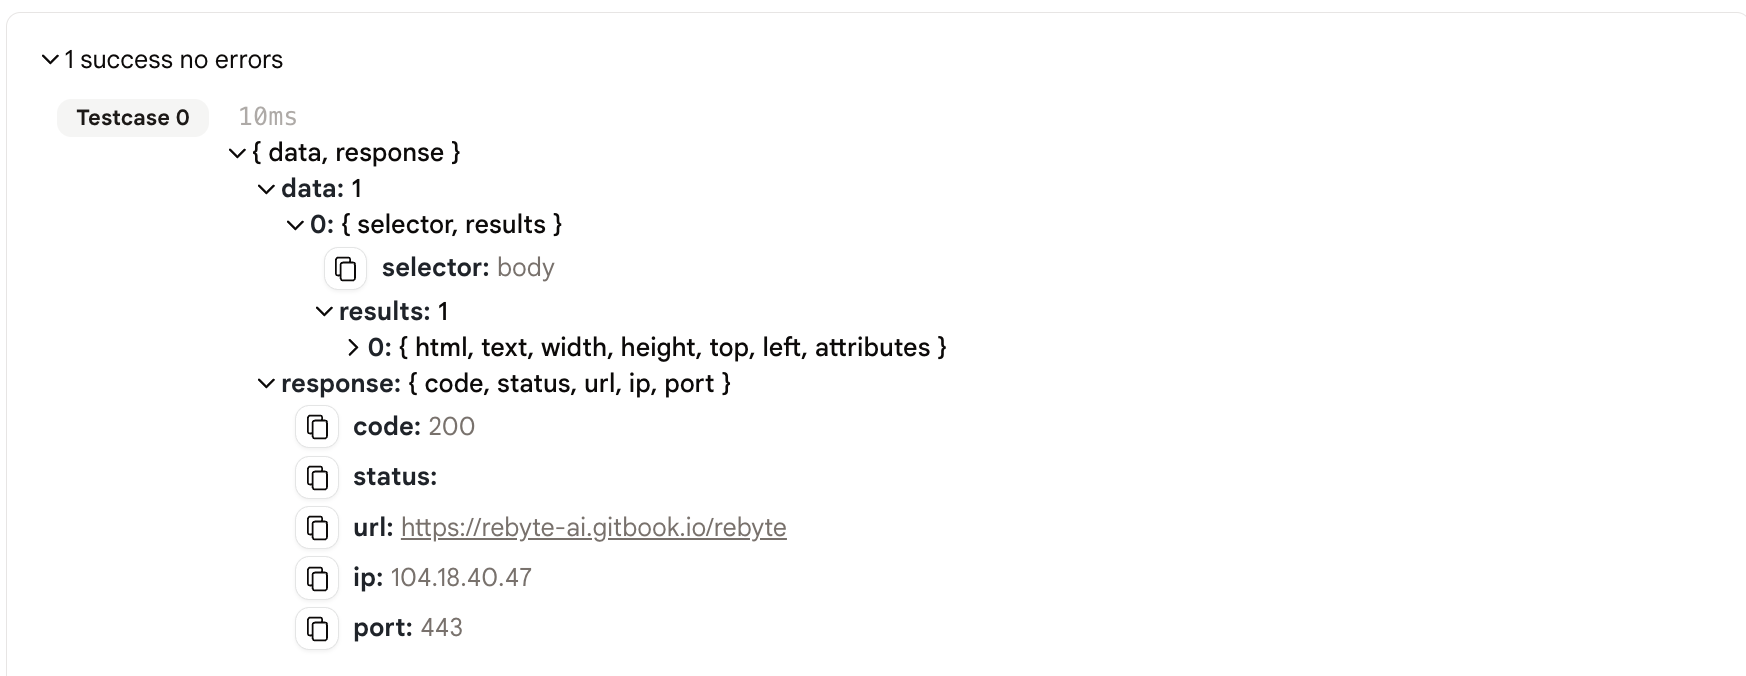 1 success no errors
Testcase 0 10ms
{ data, response }
data: 1
0: { selector, results }
selector: body
results: 1
0: { html, text, width, height, top, left, attributes }
response: { code, status, url, ip, port }
code: 200
status:
url: https://rebyte-ai.gitbook.io/rebyte
ip: 104.18.40.47
port: 443